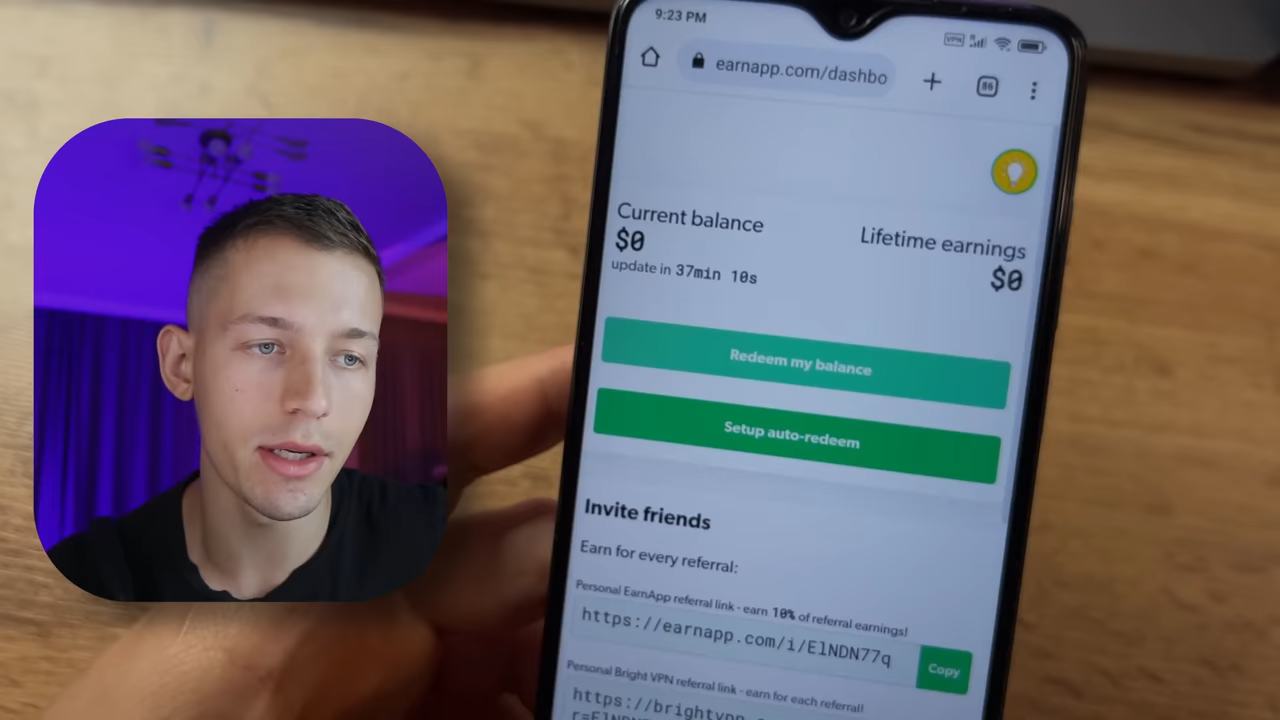 9:23 PM
VPN
earnapp.com/dashbo
86
Current balance
$0
update in 37min 10s
Lifetime earnings
$0
Redeem my balance
Setup auto-redeem
Invite friends
Earn for every referral:
Personal EarnApp referral link - earn 10% of referral earnings!
https://earnapp.com/i/ElNDN77q
Copy
Personal Bright VPN referral link - earn for each referral!